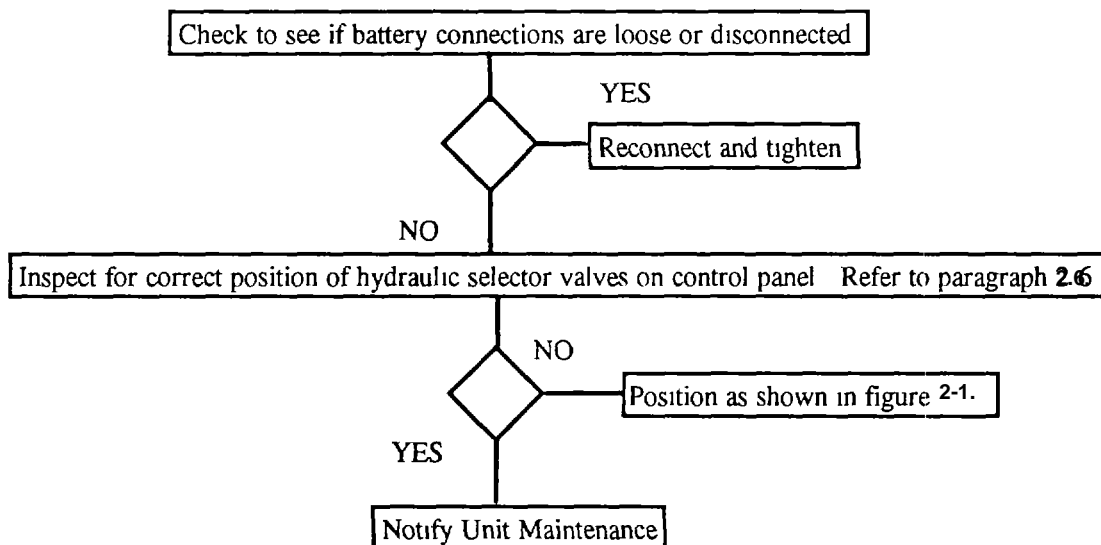 Check to see if battery connections are loose or disconnected
YES
Reconnect and tighten
NO
Inspect for correct position of hydraulic selector valves on control panel Refer to paragraph
NO
Position as shown in figure 2-1.
YES
Notify Unit Maintenance